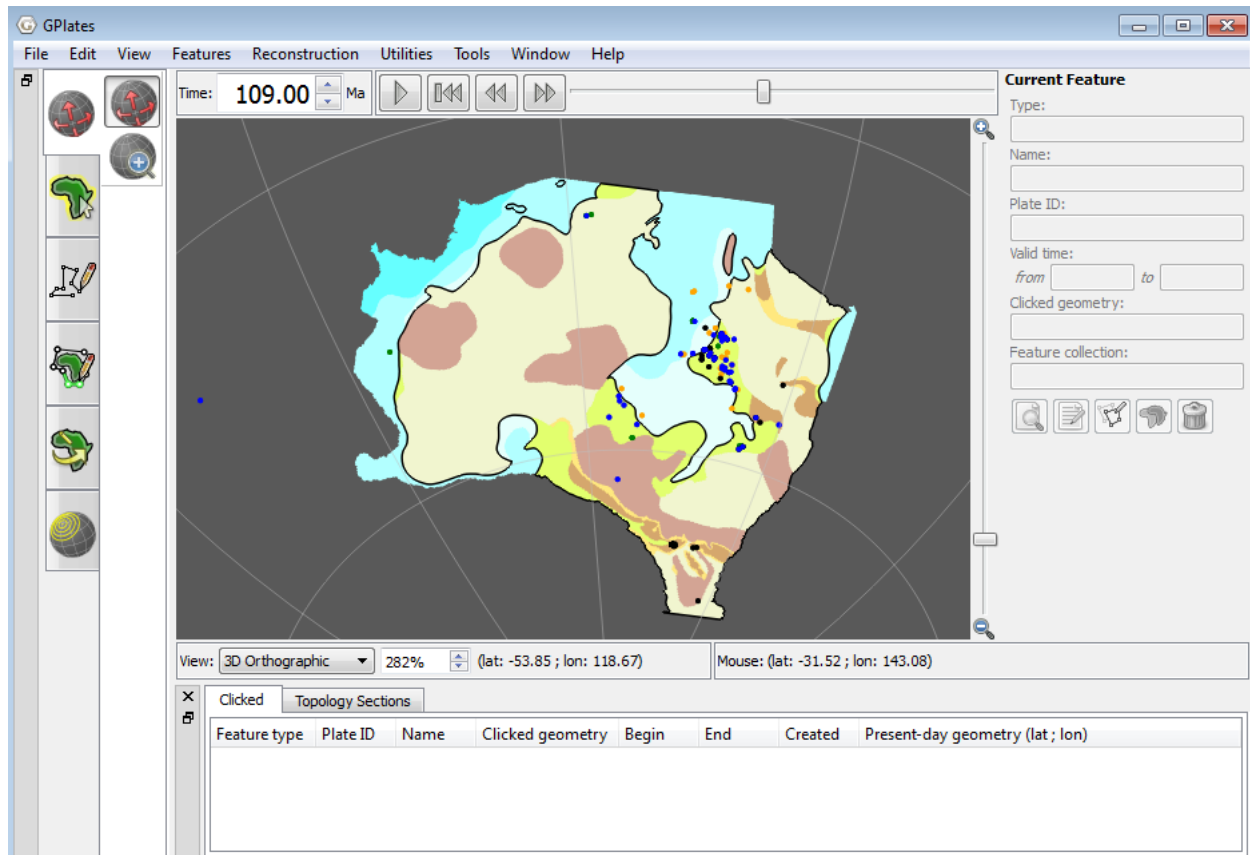 GPlates
File Edit View Features Reconstruction Utilities Tools Window Help
Time: 109.00 Ma
Current Feature
Type:
Name:
Plate ID:
Valid time:
from to
Clicked geometry:
Feature collection:
View: 3D Orthographic 282% (lat: -53.85 ; lon: 118.67) Mouse: (lat: -31.52 ; lon: 143.08)
Clicked Topology Sections
Feature type Plate ID Name Clicked geometry Begin End Created Present-day geometry (lat ; lon)